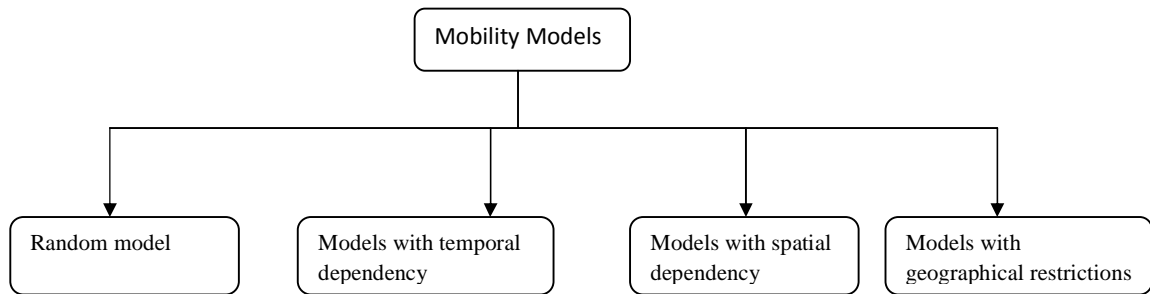 Mobility Models
Random model
Models with temporal
dependency
Models with spatial
dependency
Models with
geographical restrictions